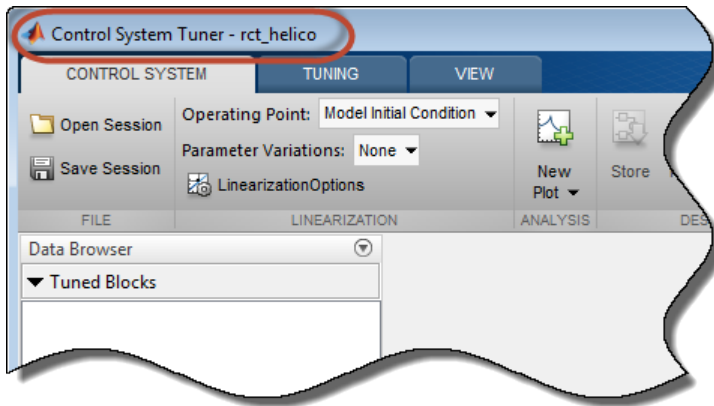 Control System Tuner - rct_helico
CONTROL SYSTEM TUNING VIEW
Open Session
Save Session
Operating Point: Model Initial Condition
Parameter Variations: None
LinearizationOptions
New Plot
Store
FILE LINEARIZATION ANALYSIS
Data Browser
Tuned Blocks